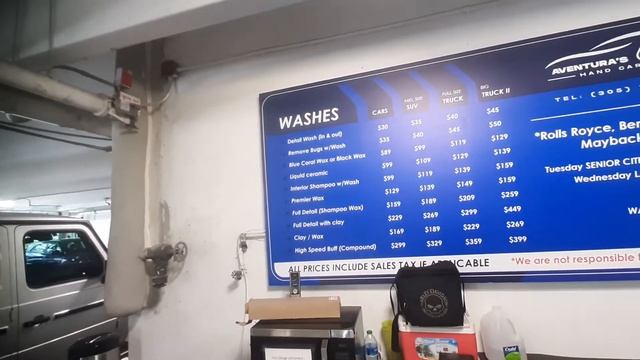 AVENTURA'S
HAND CAR
TEL: (305)
WASHES CARS MID. SIZE SUV FULL SIZE TRUCK BIG TRUCK II
Detail Wash (in & out) $30 $35 $40 $45
Remove Bugs w/Wash $35 $40 $45 $50
Blue Coral Wax or Black Wax $89 $99 $119 $129
Liquid ceramic $99 $109 $129 $139
Interior Shampoo w/Wash $99 $119 $139 $159
Premier Wax $129 $139 $149 $159
Full Detail (Shampoo Wax) $159 $189 $209 $259
Full Detail with clay $229 $269 $299 $449
Clay / Wax $169 $189 $229 $269
High Speed Buff (Compound) $299 $329 $359 $399
*Rolls Royce, Ben
Mayback
Tuesday SENIOR CITI
Wednesday L
WA
ALL PRICES INCLUDE SALES TAX IF APPLICABLE
*We are not responsible f